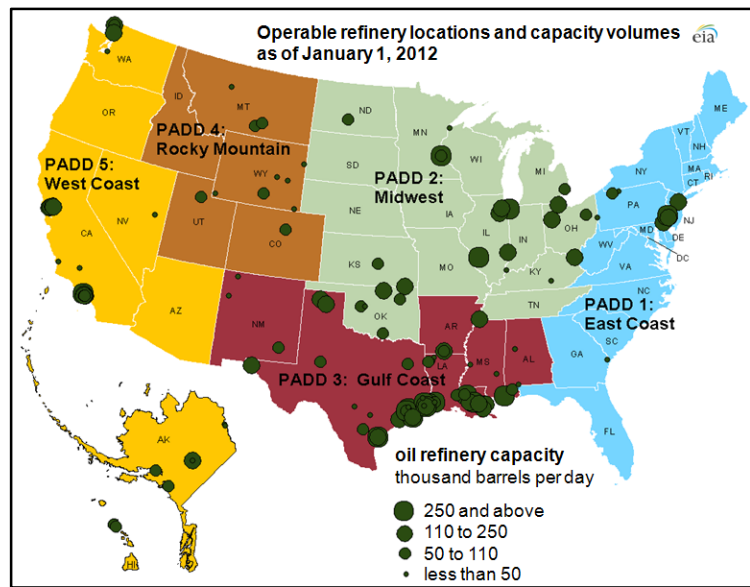 Operable refinery locations and capacity volumes
as of January 1, 2012
eia
WA
OR
ID
MT
ND
MN
WI
MI
NY
VT
ME
NH
MA
CT
RI
PADD 4:
Rocky Mountain
PADD 5:
West Coast
PADD 2:
Midwest
SD
WY
NE
IA
IL
IN
OH
PA
NJ
MD
DE
DC
WV
VA
NV
UT
CO
CA
KS
MO
KY
NC
TN
PADD 1:
East Coast
AZ
NM
OK
AR
SC
GA
MS
AL
LA
PADD 3: Gulf Coast
FL
AK
HI
oil refinery capacity
thousand barrels per day
250 and above
110 to 250
50 to 110
less than 50